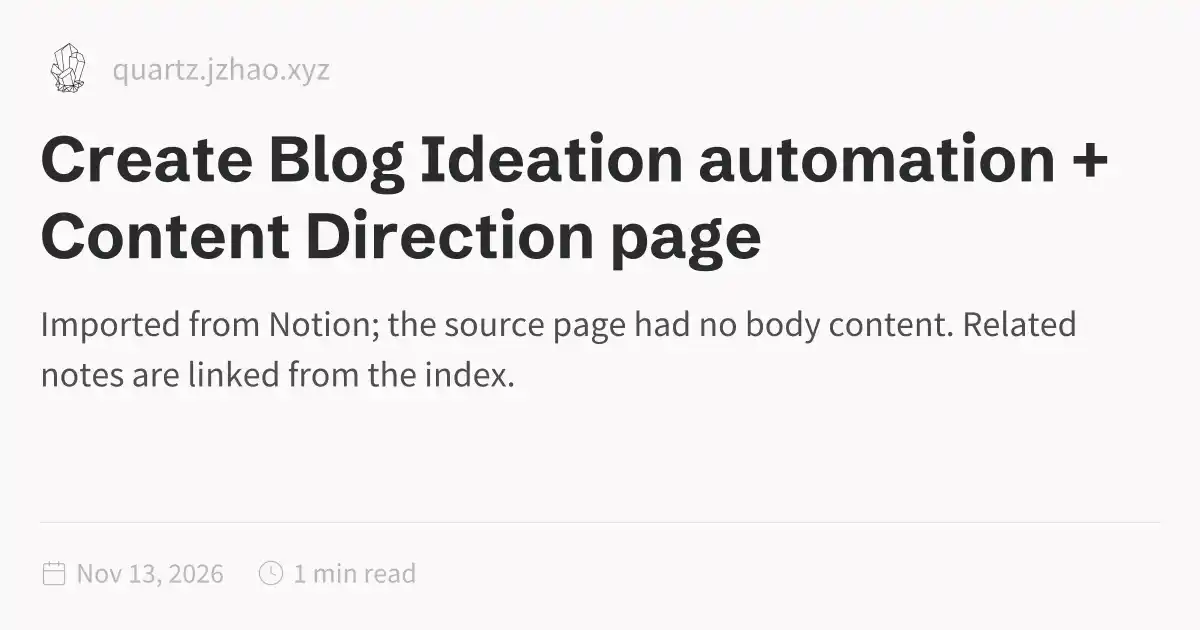 quartz.jzhao.xyz
Create Blog Ideation automation +
Content Direction page
Imported from Notion; the source page had no body content. Related
notes are linked from the index.
Nov 13, 2026 1 min read